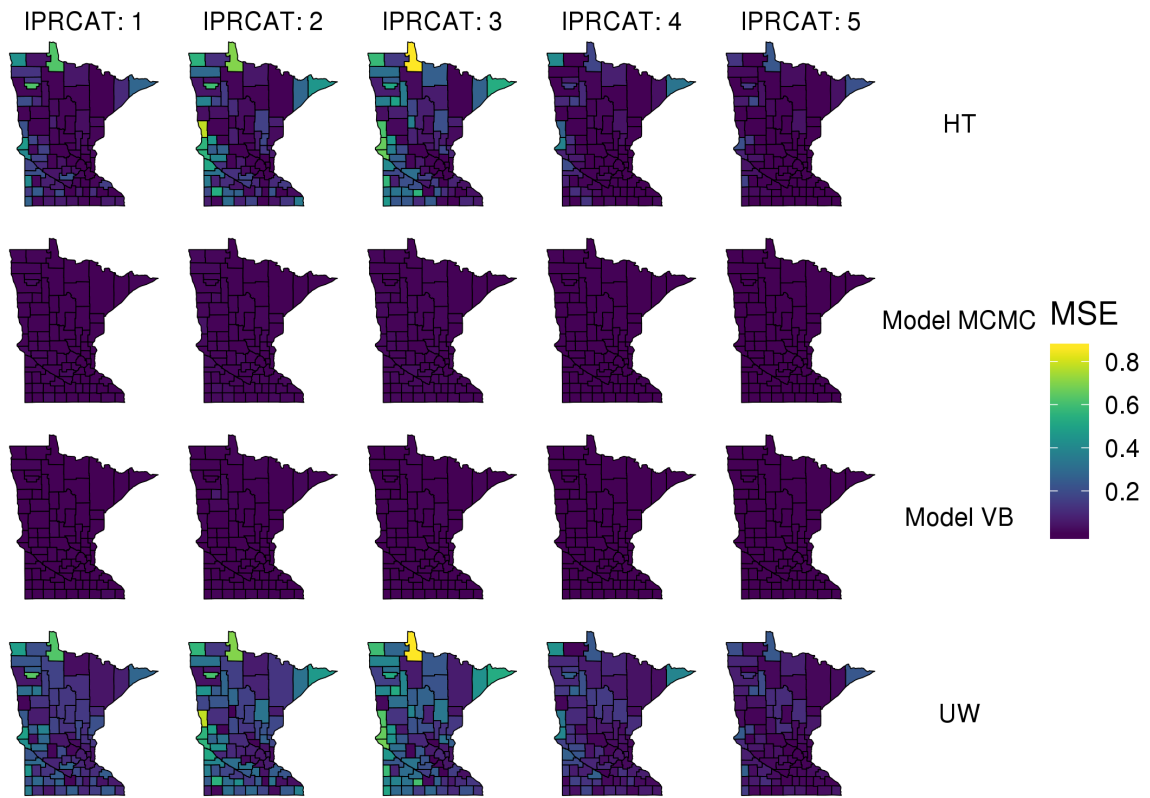 IPRCAT: 1 IPRCAT: 2 IPRCAT: 3 IPRCAT: 4 IPRCAT: 5
HT
Model MCMC
Model VB
UW
MSE
0.8
0.6
0.4
0.2